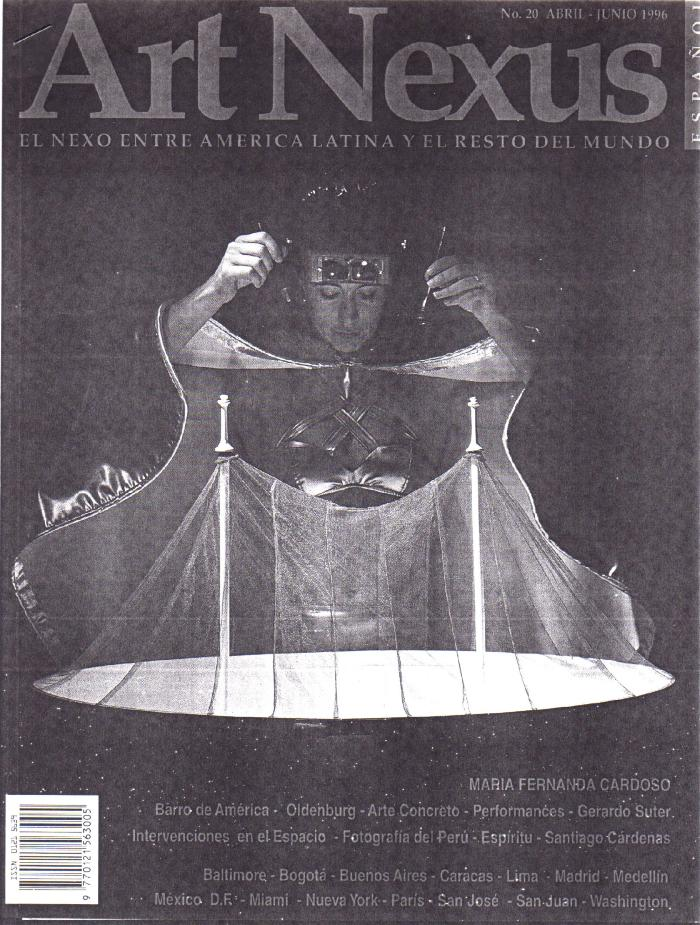 No. 20 ABRIL - JUNIO 1996
ESPAÑOL
Art Nexus
EL NEXO ENTRE AMERICA LATINA Y EL RESTO DEL MUNDO
MARIA FERNANDA CARDOSO
Barro de América - Oldenburg - Arte Concreto - Performances - Gerardo Suter
Intervenciones en el Espacio - Fotografía del Perú - Espíritu - Santiago Cárdenas
Baltimore - Bogotá - Buenos Aires - Caracas - Lima - Madrid - Medellín
México D.F. - Miami - Nueva York - París - San José - San Juan - Washington
ISSN 0121-5639
9 770121 563005